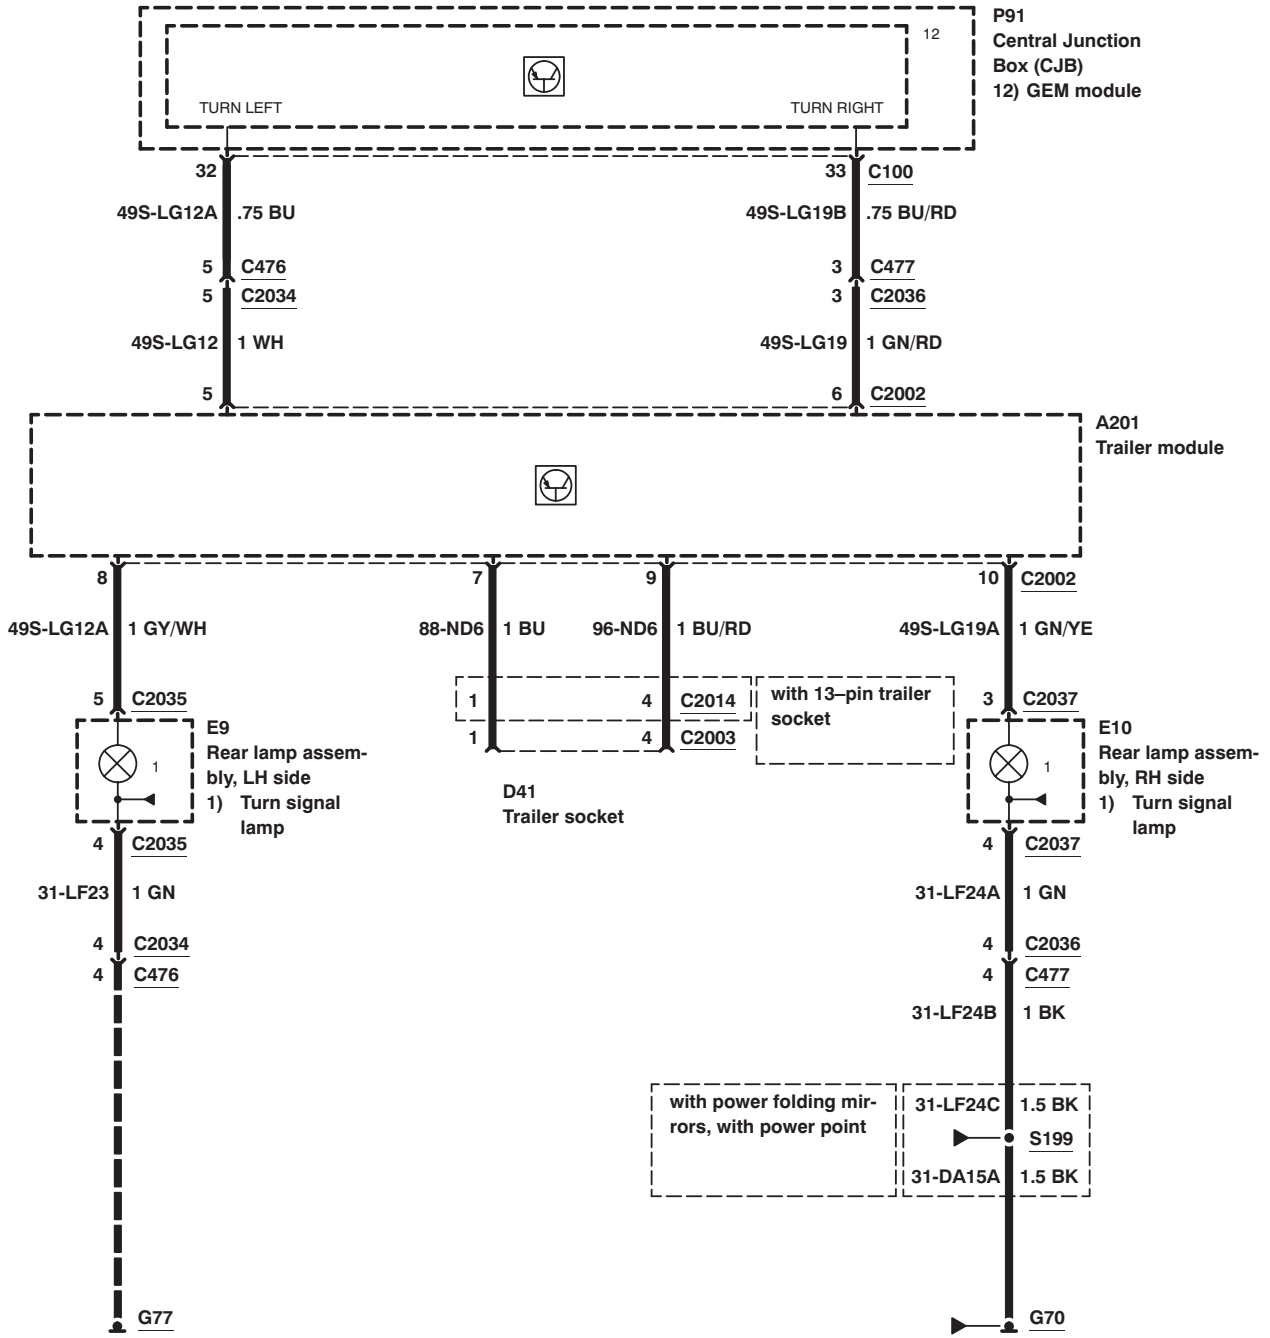 P91
Central Junction
Box (CJB)
12) GEM module
12
TURN LEFT
TURN RIGHT
32
33 C100
49S-LG12A .75 BU
49S-LG19B .75 BU/RD
5 C476
3 C477
5 C2034
3 C2036
49S-LG12 1 WH
49S-LG19 1 GN/RD
5
6 C2002
A201
Trailer module
8
7
9
10 C2002
49S-LG12A 1 GY/WH
88-ND6 1 BU
96-ND6 1 BU/RD
49S-LG19A 1 GN/YE
5 C2035
1
4 C2014
with 13–pin trailer
socket
3 C2037
1
4 C2003
E9
Rear lamp assem-
bly, LH side
1) Turn signal
lamp
1
D41
Trailer socket
E10
Rear lamp assem-
bly, RH side
1) Turn signal
lamp
1
4 C2035
4 C2037
31-LF23 1 GN
31-LF24A 1 GN
4 C2034
4 C2036
4 C476
4 C477
31-LF24B 1 BK
with power folding mir-
rors, with power point
31-LF24C 1.5 BK
S199
31-DA15A 1.5 BK
G77
G70